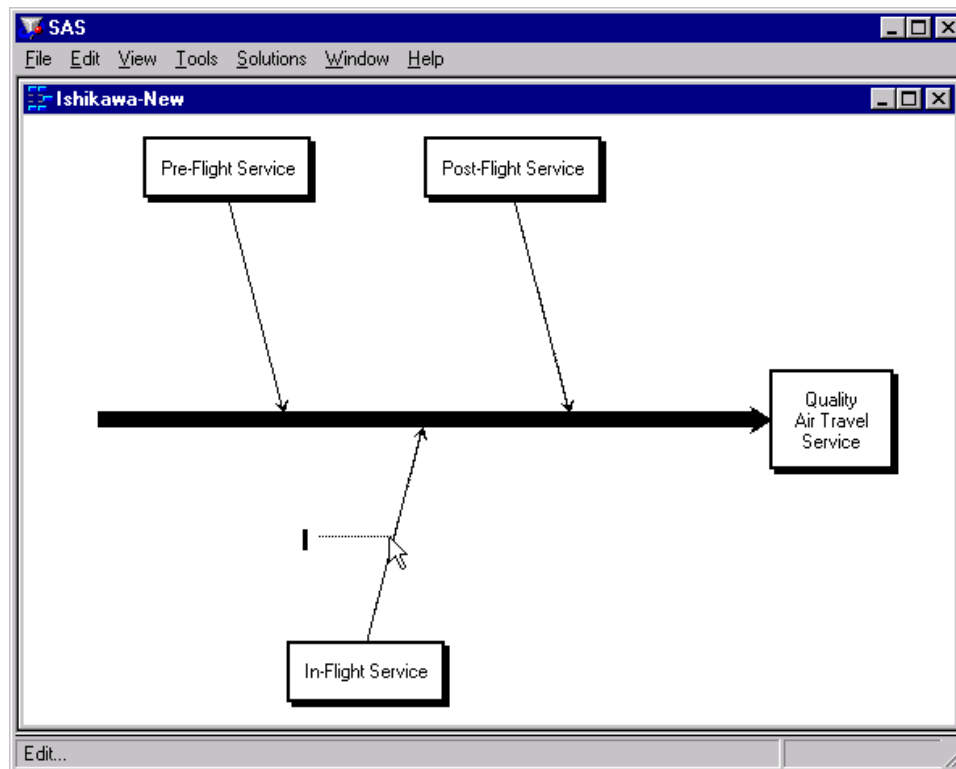 SAS
File Edit View Tools Solutions Window Help
Ishikawa-New
Pre-Flight Service
Post-Flight Service
Quality
Air Travel
Service
In-Flight Service
Edit...